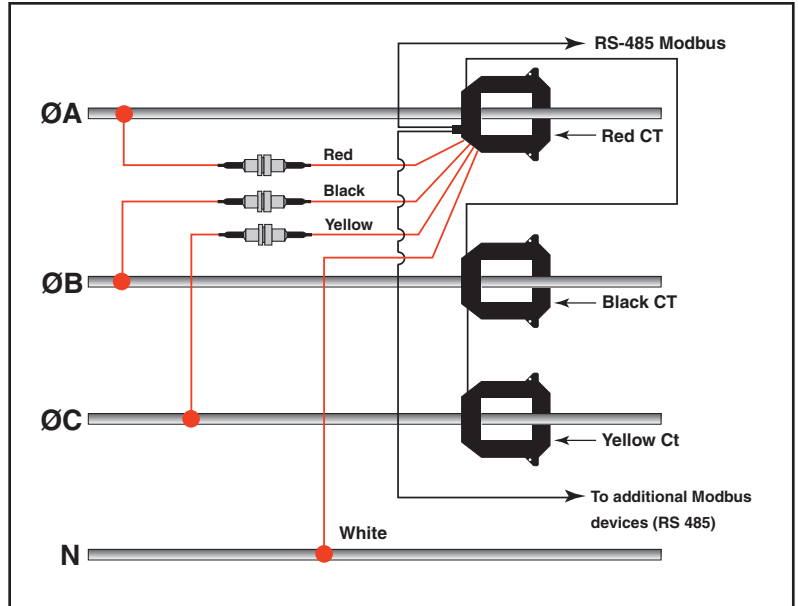 RS-485 Modbus
ØA
Red CT
Red
Black
Yellow
ØB
Black CT
ØC
Yellow Ct
To additional Modbus
devices (RS 485)
White
N